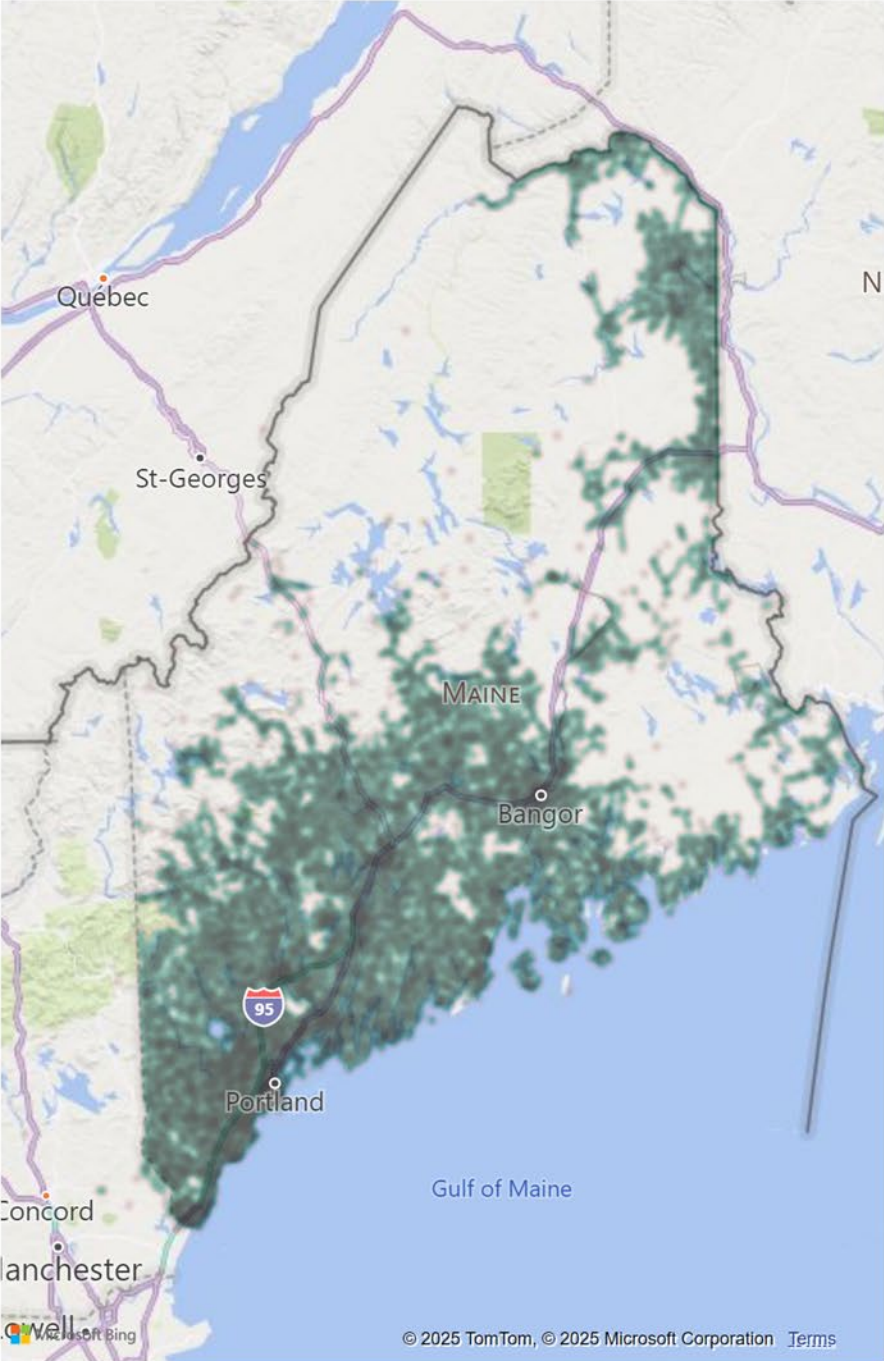 Québec
N
St-Georges
MAINE
Bangor
95
Portland
Gulf of Maine
Concord
anchester
owell
Microsoft Bing
© 2025 TomTom, © 2025 Microsoft Corporation Terms